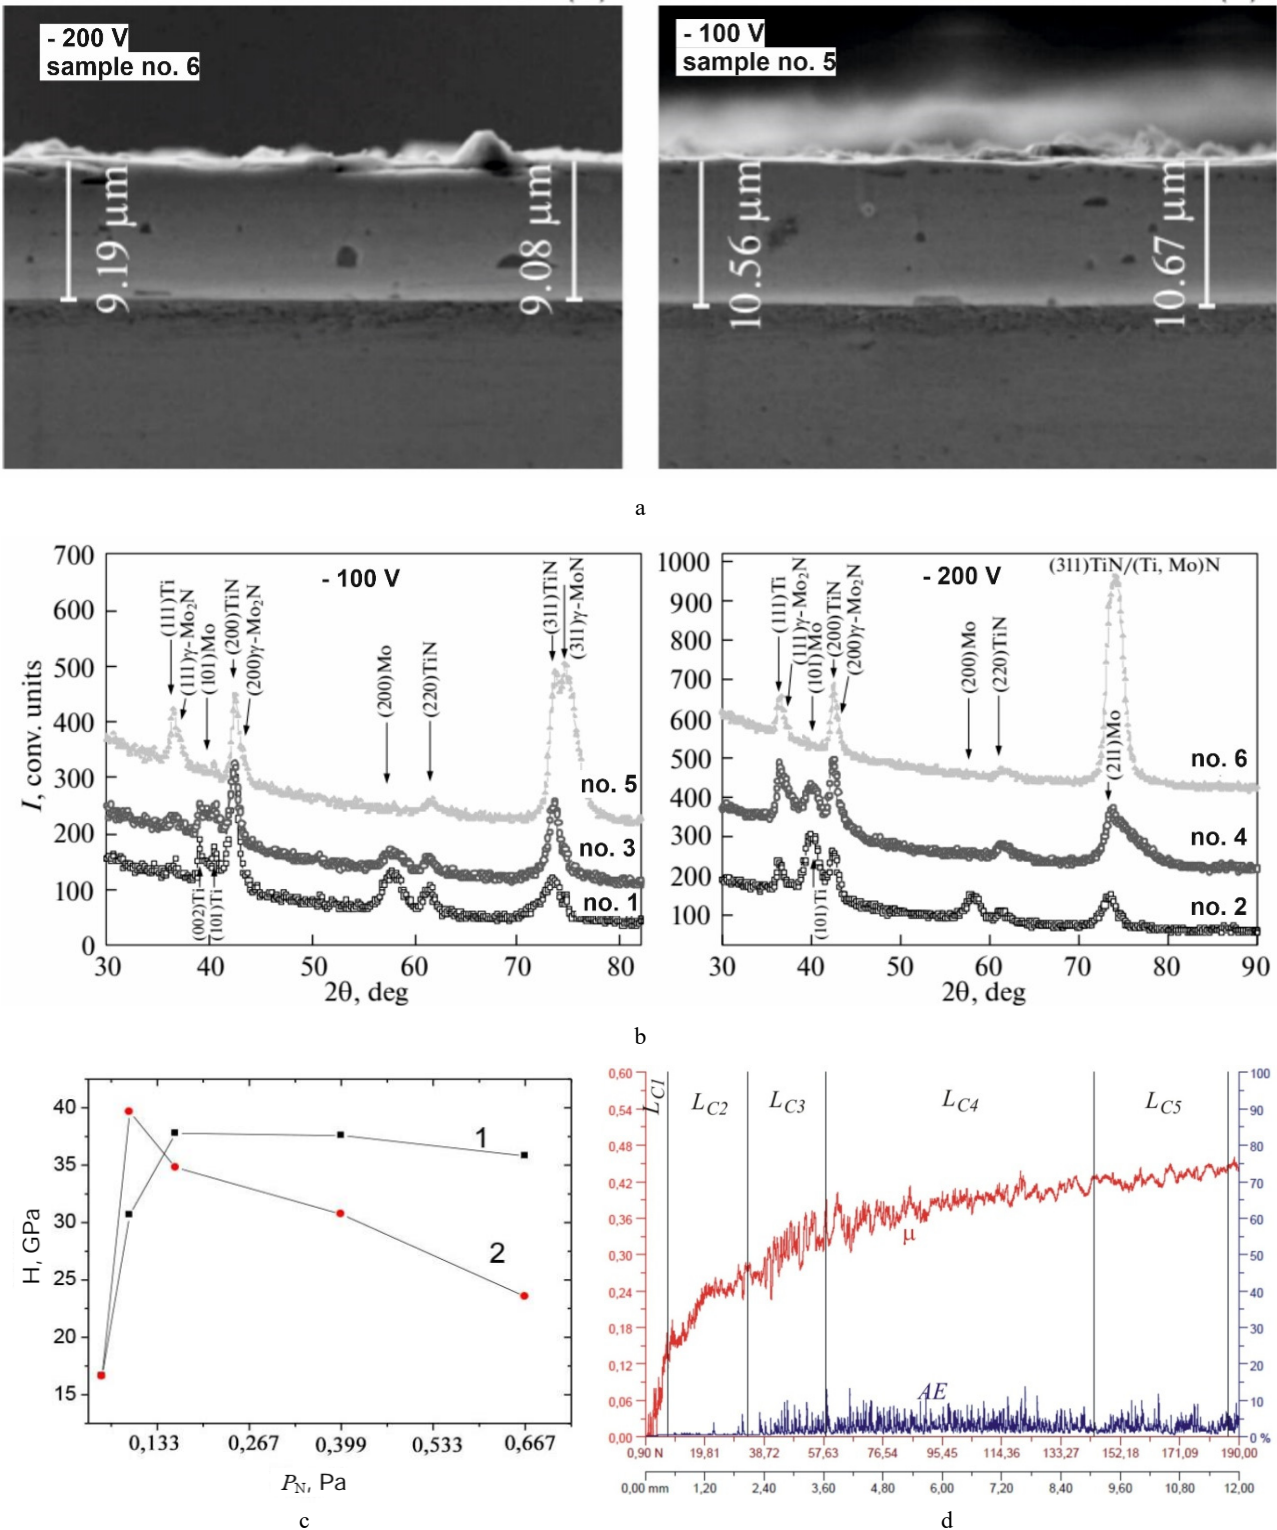 - 200 V
sample no. 6
9.19 μm
9.08 μm
- 100 V
sample no. 5
10.56 μm
10.67 μm
a
I, conv. units
700
600
500
400
300
200
100
0
- 100 V
(111)Ti
(111)γ-Mo2N
(101)Mo
(200)TiN
(200)γ-Mo2N
(200)Mo
(220)TiN
(311)TiN
(311)γ-MoN
(002)Ti
(101)Ti
no. 5
no. 3
no. 1
30 40 50 60 70 80
2θ, deg
1000
900
800
700
600
500
400
300
200
100
- 200 V
(111)Ti
(111)γ-Mo2N
(101)Mo
(200)TiN
(200)γ-Mo2N
(200)Mo
(220)TiN
(311)TiN/(Ti, Mo)N
(211)Mo
(101)Ti
no. 6
no. 4
no. 2
30 40 50 60 70 80 90
2θ, deg
b
H, GPa
40
35
30
25
20
15
1
2
0,133 0,267 0,399 0,533 0,667
PN, Pa
c
0,60
0,54
0,48
0,42
0,36
0,30
0,24
0,18
0,12
0,06
0,00
LC1
LC2
LC3
LC4
LC5
μ
AE
100
90
80
70
60
50
40
30
20
10
0 %
0,90 N 19,81 38,72 57,63 76,54 95,45 114,36 133,27 152,18 171,09 190,00
0,00 mm 1,20 2,40 3,60 4,80 6,00 7,20 8,40 9,60 10,80 12,00
d